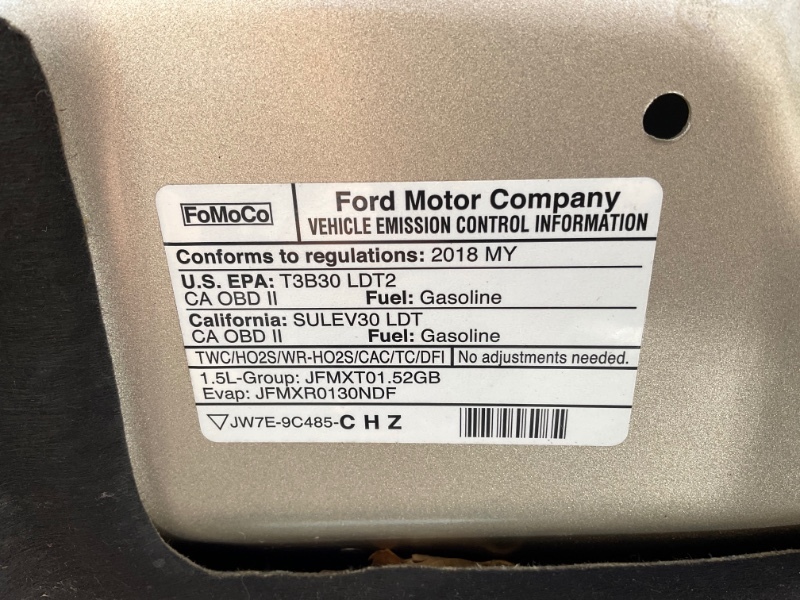 FoMoCo
Ford Motor Company
VEHICLE EMISSION CONTROL INFORMATION
Conforms to regulations: 2018 MY
U.S. EPA: T3B30 LDT2
CA OBD II Fuel: Gasoline
California: SULEV30 LDT
CA OBD II Fuel: Gasoline
TWC/HO2S/WR-HO2S/CAC/TC/DFI No adjustments needed.
1.5L-Group: JFMXT01.52GB
Evap: JFMXR0130NDF
JW7E-9C485-C H Z